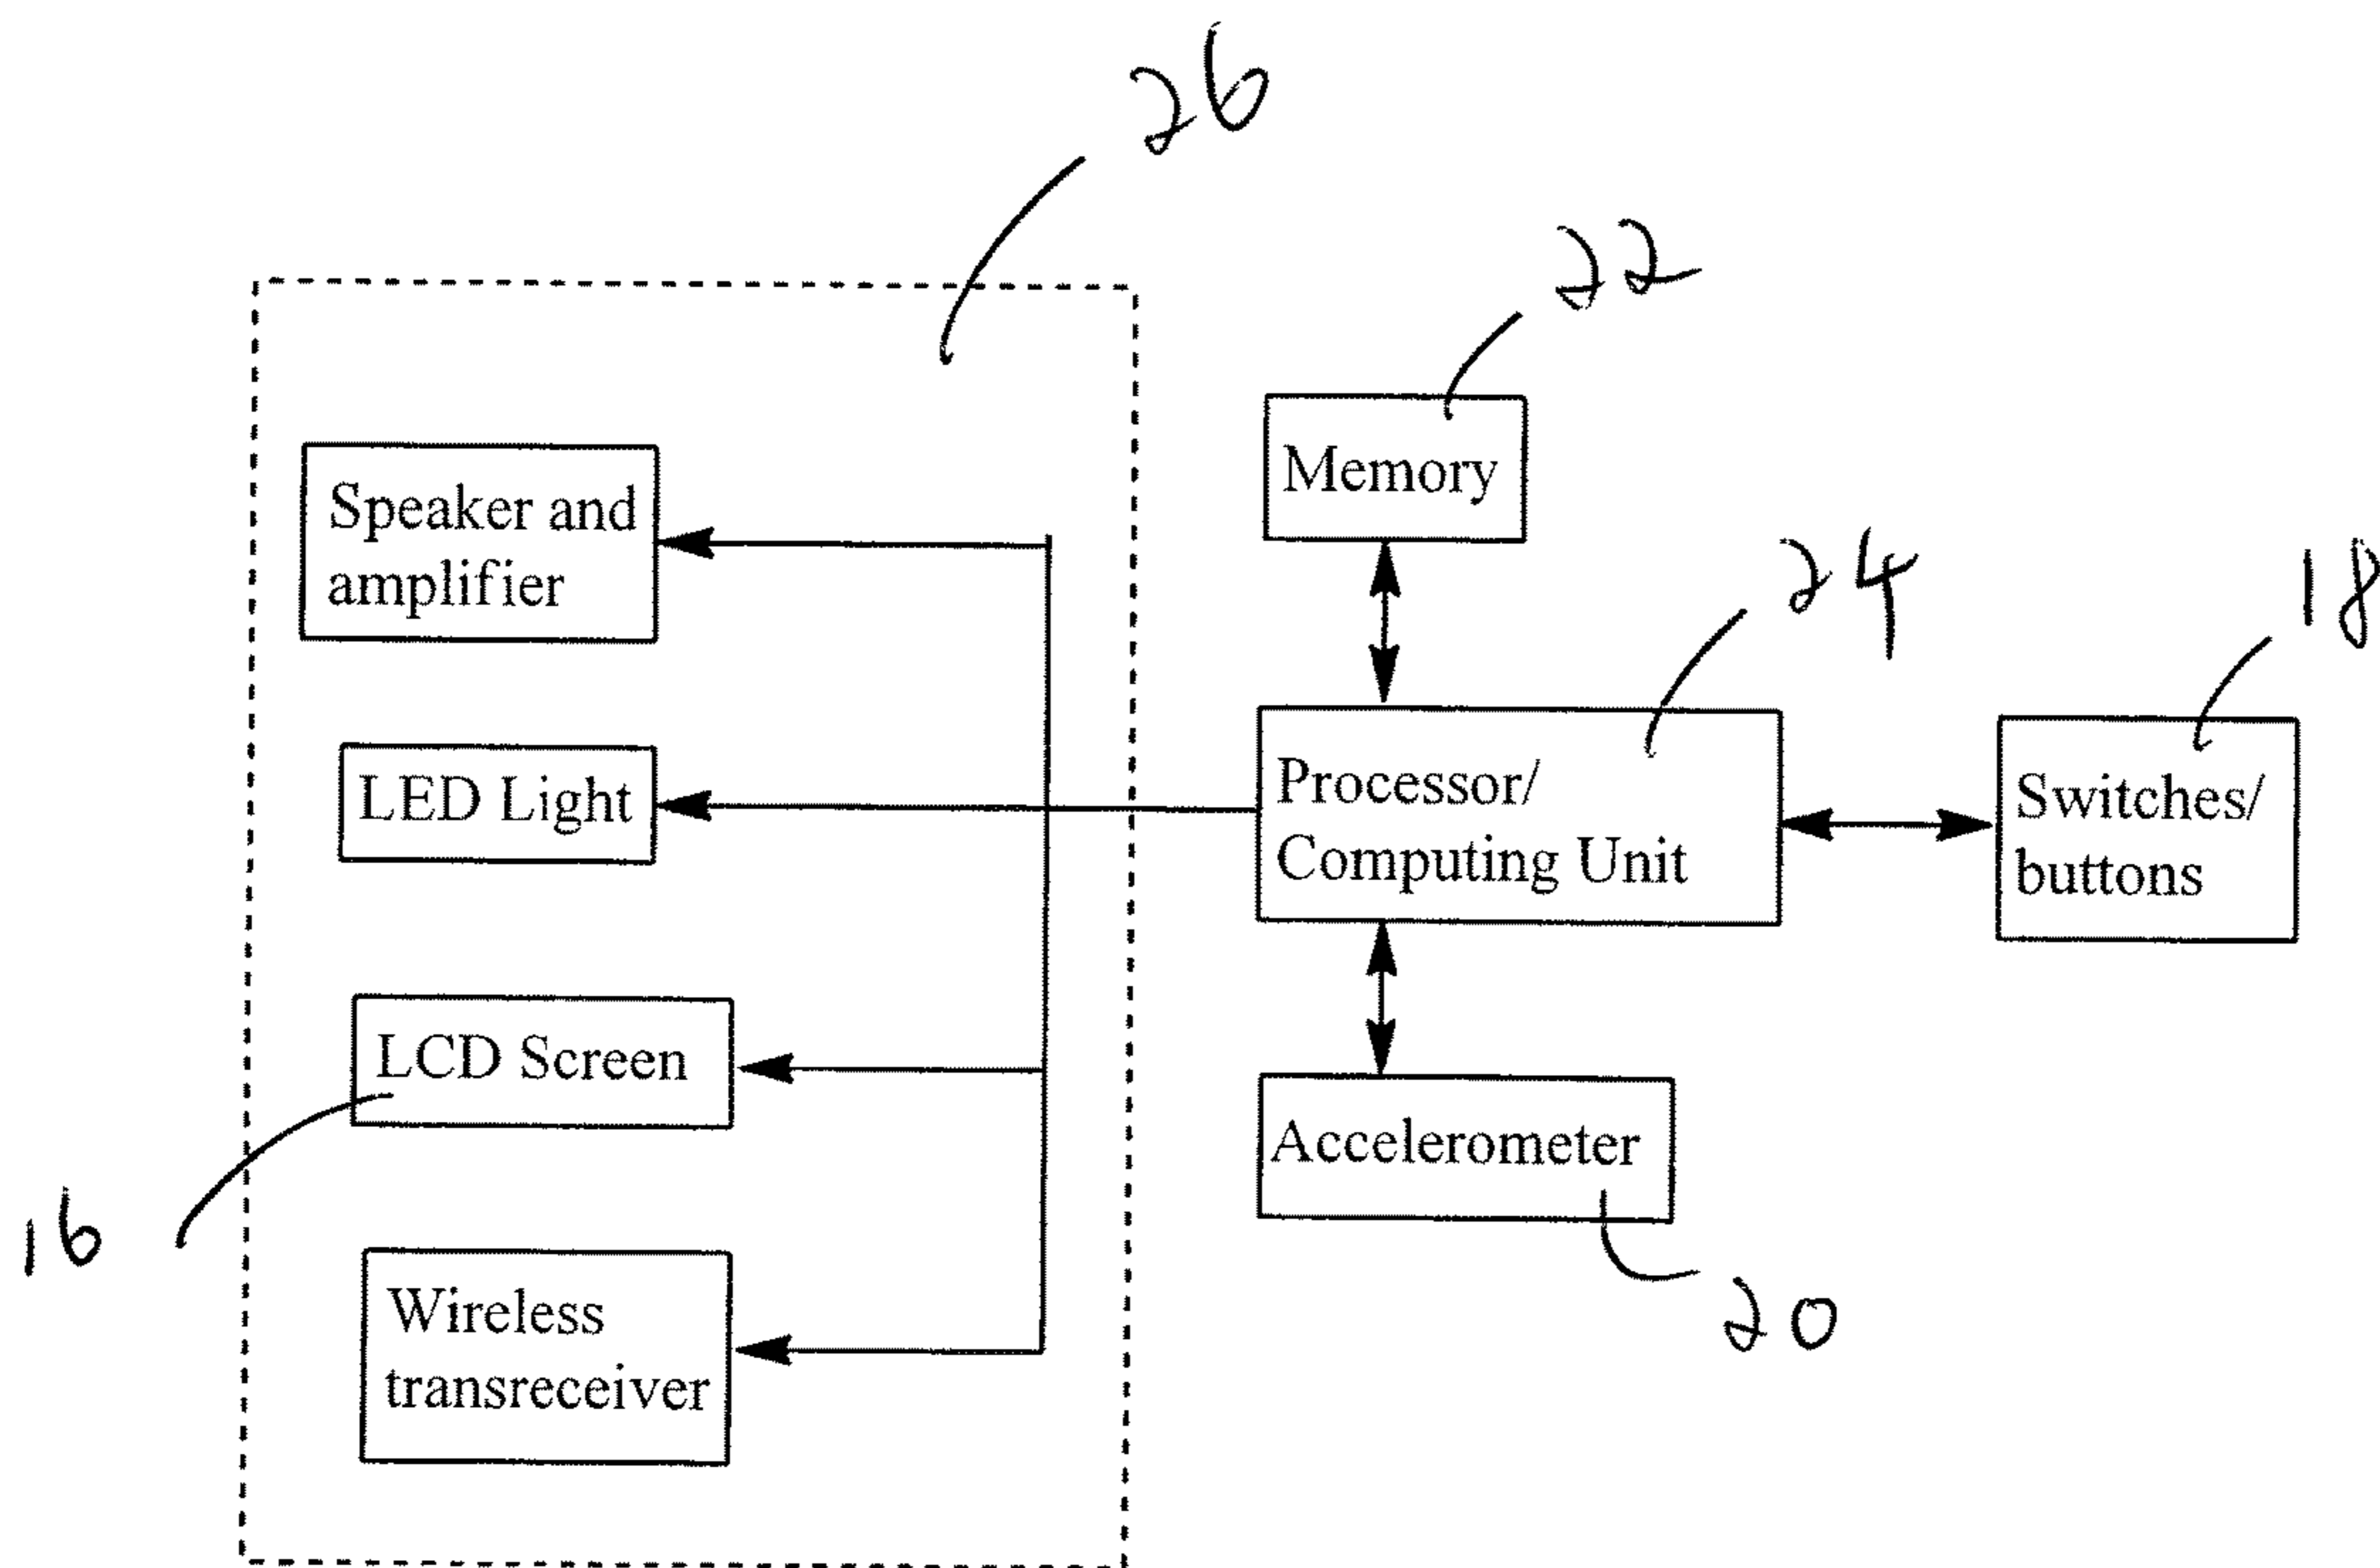 26
22
Memory
Speaker and
amplifier
24
18
Processor/
Computing Unit
Switches/
buttons
LED Light
LCD Screen
16
Accelerometer
20
Wireless
transreceiver